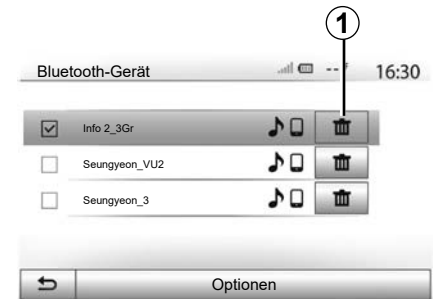 1
Bluetooth-Gerät --° 16:30
Info 2_3Gr
Seungyeon_VU2
Seungyeon_3
Optionen